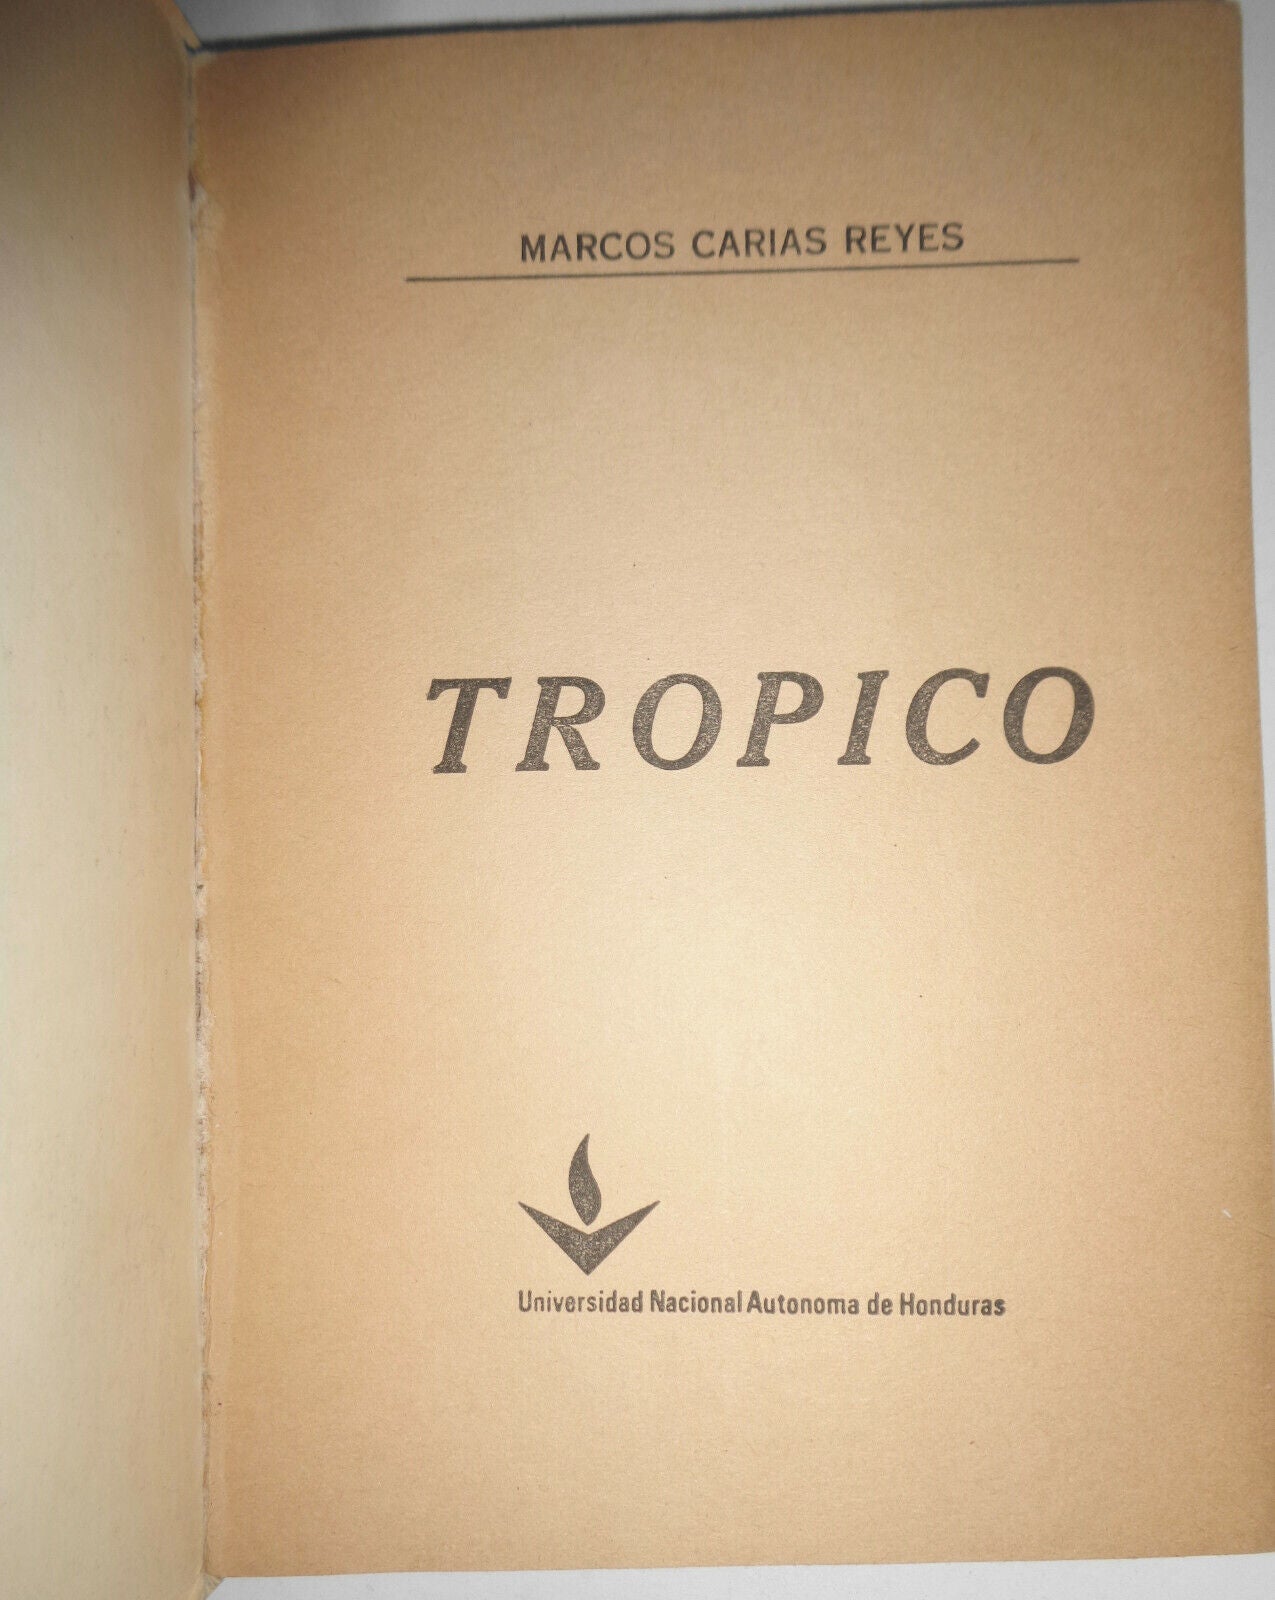 MARCOS CARIAS REYES
TROPICO
Universidad Nacional Autonoma de Honduras